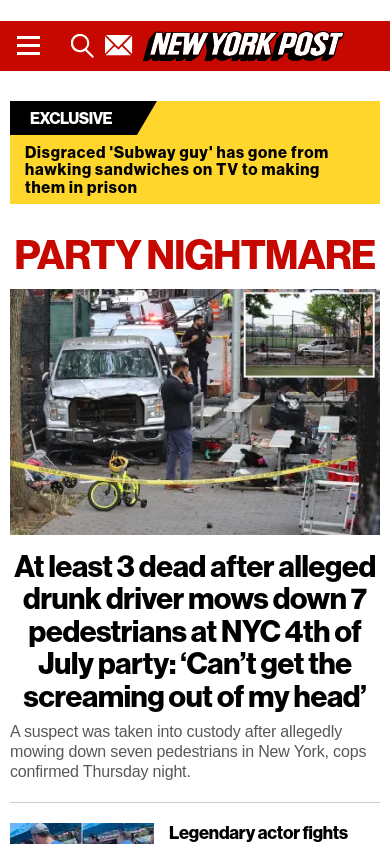 NEW YORK POST
EXCLUSIVE
Disgraced 'Subway guy' has gone from
hawking sandwiches on TV to making
them in prison
PARTY NIGHTMARE
At least 3 dead after alleged
drunk driver mows down 7
pedestrians at NYC 4th of
July party: ‘Can’t get the
screaming out of my head’
A suspect was taken into custody after allegedly
mowing down seven pedestrians in New York, cops
confirmed Thursday night.
Legendary actor fights